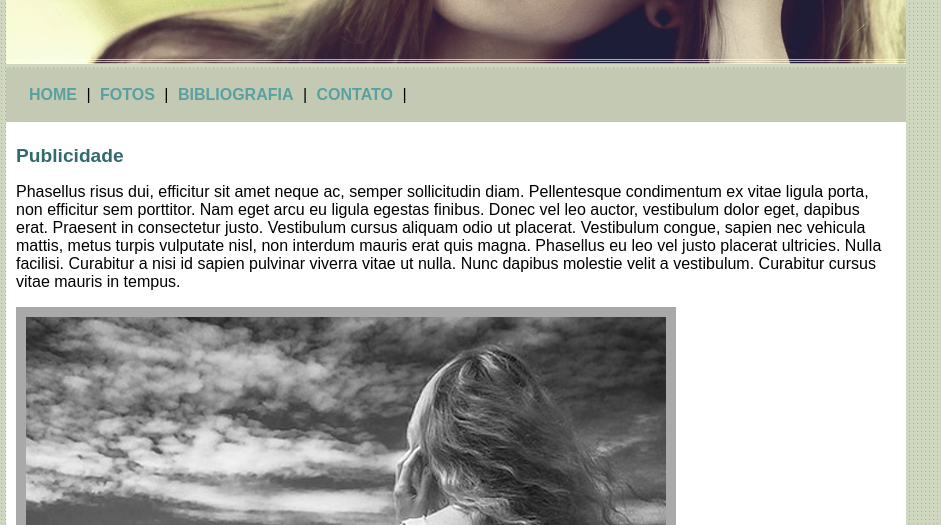 HOME | FOTOS | BIBLIOGRAFIA | CONTATO |
Publicidade
Phasellus risus dui, efficitur sit amet neque ac, semper sollicitudin diam. Pellentesque condimentum ex vitae ligula porta,
non efficitur sem porttitor. Nam eget arcu eu ligula egestas finibus. Donec vel leo auctor, vestibulum dolor eget, dapibus
erat. Praesent in consectetur justo. Vestibulum cursus aliquam odio ut placerat. Vestibulum congue, sapien nec vehicula
mattis, metus turpis vulputate nisl, non interdum mauris erat quis magna. Phasellus eu leo vel justo placerat ultricies. Nulla
facilisi. Curabitur a nisi id sapien pulvinar viverra vitae ut nulla. Nunc dapibus molestie velit a vestibulum. Curabitur cursus
vitae mauris in tempus.